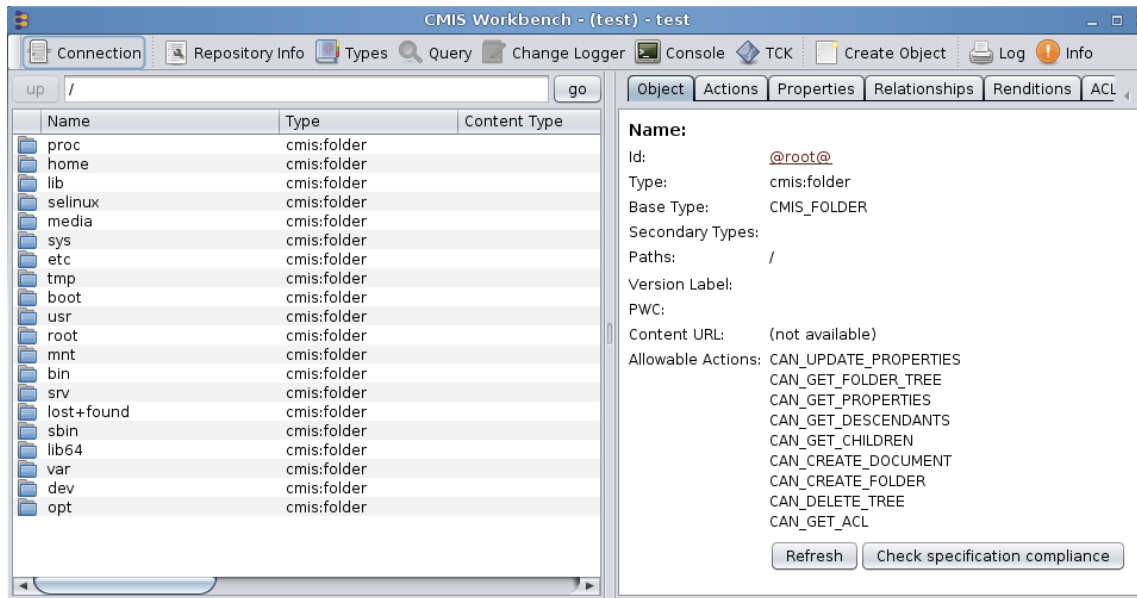 CMIS Workbench - (test) - test
Connection Repository Info Types Query Change Logger Console TCK Create Object Log Info
up / go
Name Type Content Type
proc cmis:folder
home cmis:folder
lib cmis:folder
selinux cmis:folder
media cmis:folder
sys cmis:folder
etc cmis:folder
tmp cmis:folder
boot cmis:folder
usr cmis:folder
root cmis:folder
mnt cmis:folder
bin cmis:folder
srv cmis:folder
lost+found cmis:folder
sbin cmis:folder
lib64 cmis:folder
var cmis:folder
dev cmis:folder
opt cmis:folder
Object Actions Properties Relationships Renditions ACL
Name:
Id: @root@
Type: cmis:folder
Base Type: CMIS_FOLDER
Secondary Types:
Paths: /
Version Label:
PWC:
Content URL: (not available)
Allowable Actions: CAN_UPDATE_PROPERTIES
CAN_GET_FOLDER_TREE
CAN_GET_PROPERTIES
CAN_GET_DESCENDANTS
CAN_GET_CHILDREN
CAN_CREATE_DOCUMENT
CAN_CREATE_FOLDER
CAN_DELETE_TREE
CAN_GET_ACL
Refresh Check specification compliance